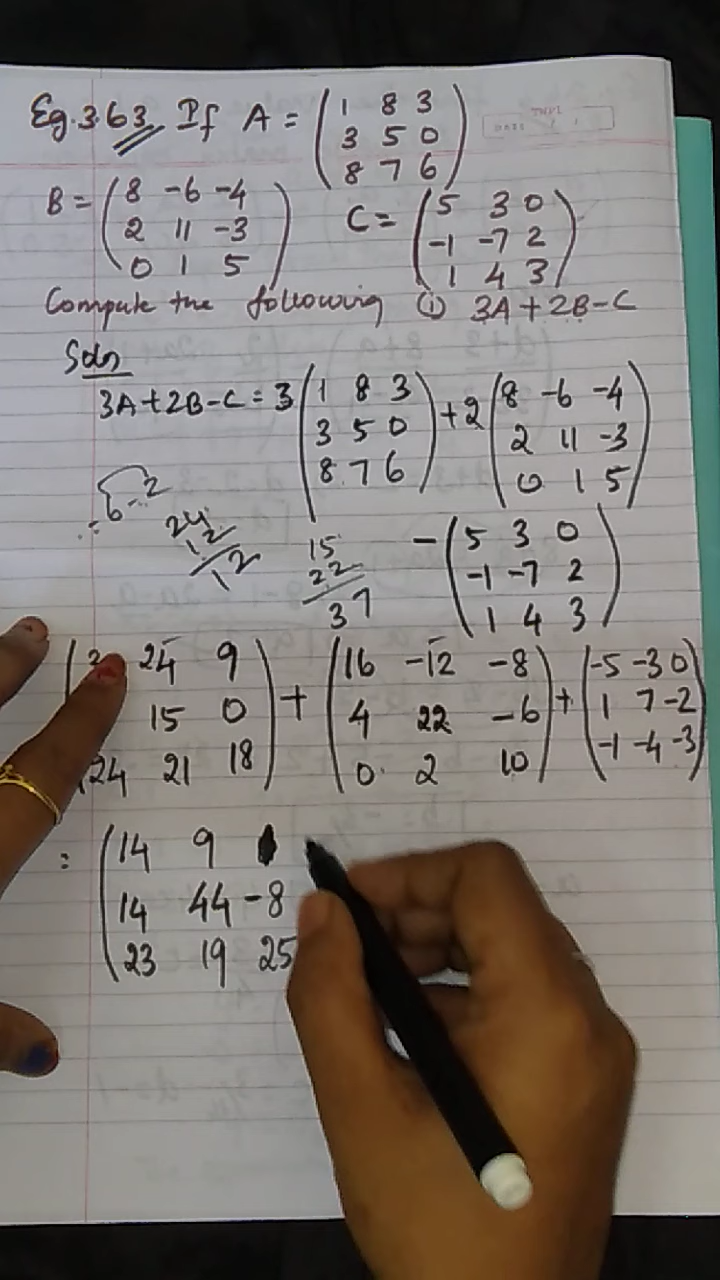 Eg.363 If A = (1 8 3
3 5 0
8 7 6)
B = (8 -6 -4
2 11 -3
0 1 5)
C = (5 3 0
-1 -7 2
1 4 3)
Compute the following (i) 3A+2B-C
Soln
3A+2B-C = 3 (1 8 3
3 5 0
8 7 6)
+2 (8 -6 -4
2 11 -3
0 1 5)
- (5 3 0
-1 -7 2
1 4 3)
6-2
24
12
12
15
22
37
( 24 9
15 0
24 21 18)
+ (16 -12 -8
4 22 -6
0 2 10)
+ (-5 -3 0
1 7 -2
-1 -4 -3)
= (14 9
14 44 -8
23 19 25